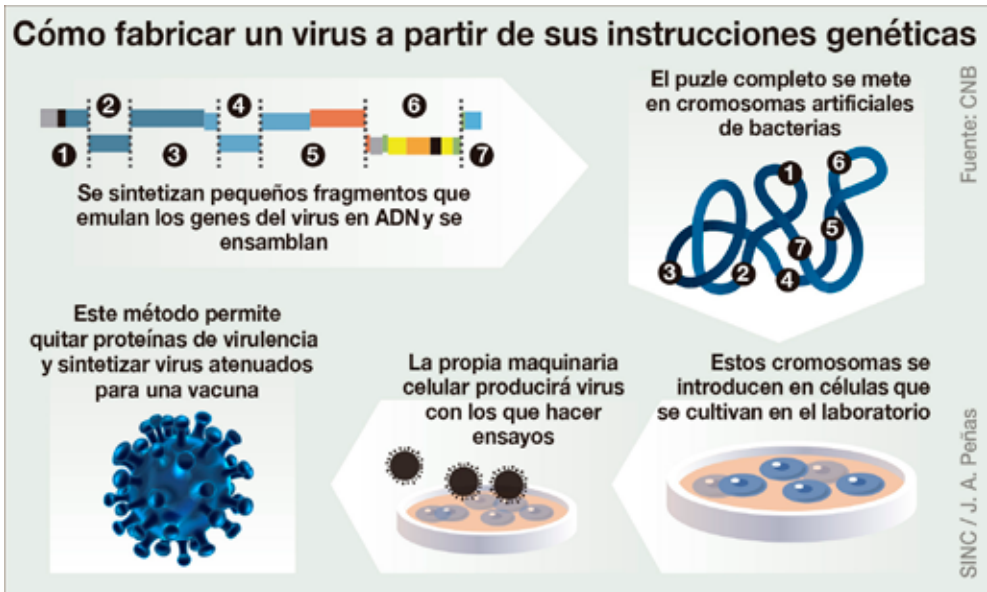 Cómo fabricar un virus a partir de sus instrucciones genéticas
2
4
6
1
3
5
7
Se sintetizan pequeños fragmentos que
emulan los genes del virus en ADN y se
ensamblan
El puzle completo se mete
en cromosomas artificiales
de bacterias
1
6
5
7
3
2
4
Estos cromosomas se
introducen en células que
se cultivan en el laboratorio
La propia maquinaria
celular producirá virus
con los que hacer
ensayos
Este método permite
quitar proteínas de virulencia
y sintetizar virus atenuados
para una vacuna
Fuente: CNB
SINC / J. A. Peñas